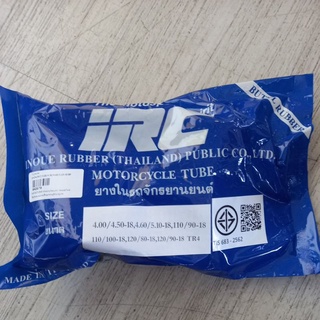 BUTYL RUBBER
IRC
INOUE RUBBER (THAILAND) PUBLIC CO., LTD.
MOTORCYCLE TUBE
ยางในรถจักรยานยนต์
SIZE
ขนาด
4.00/4.50-18,4.60/5.10-18,110/90-18
110/100-18,120/80-18,120/90-18 TR4
TIS 683-2562
MADE IN